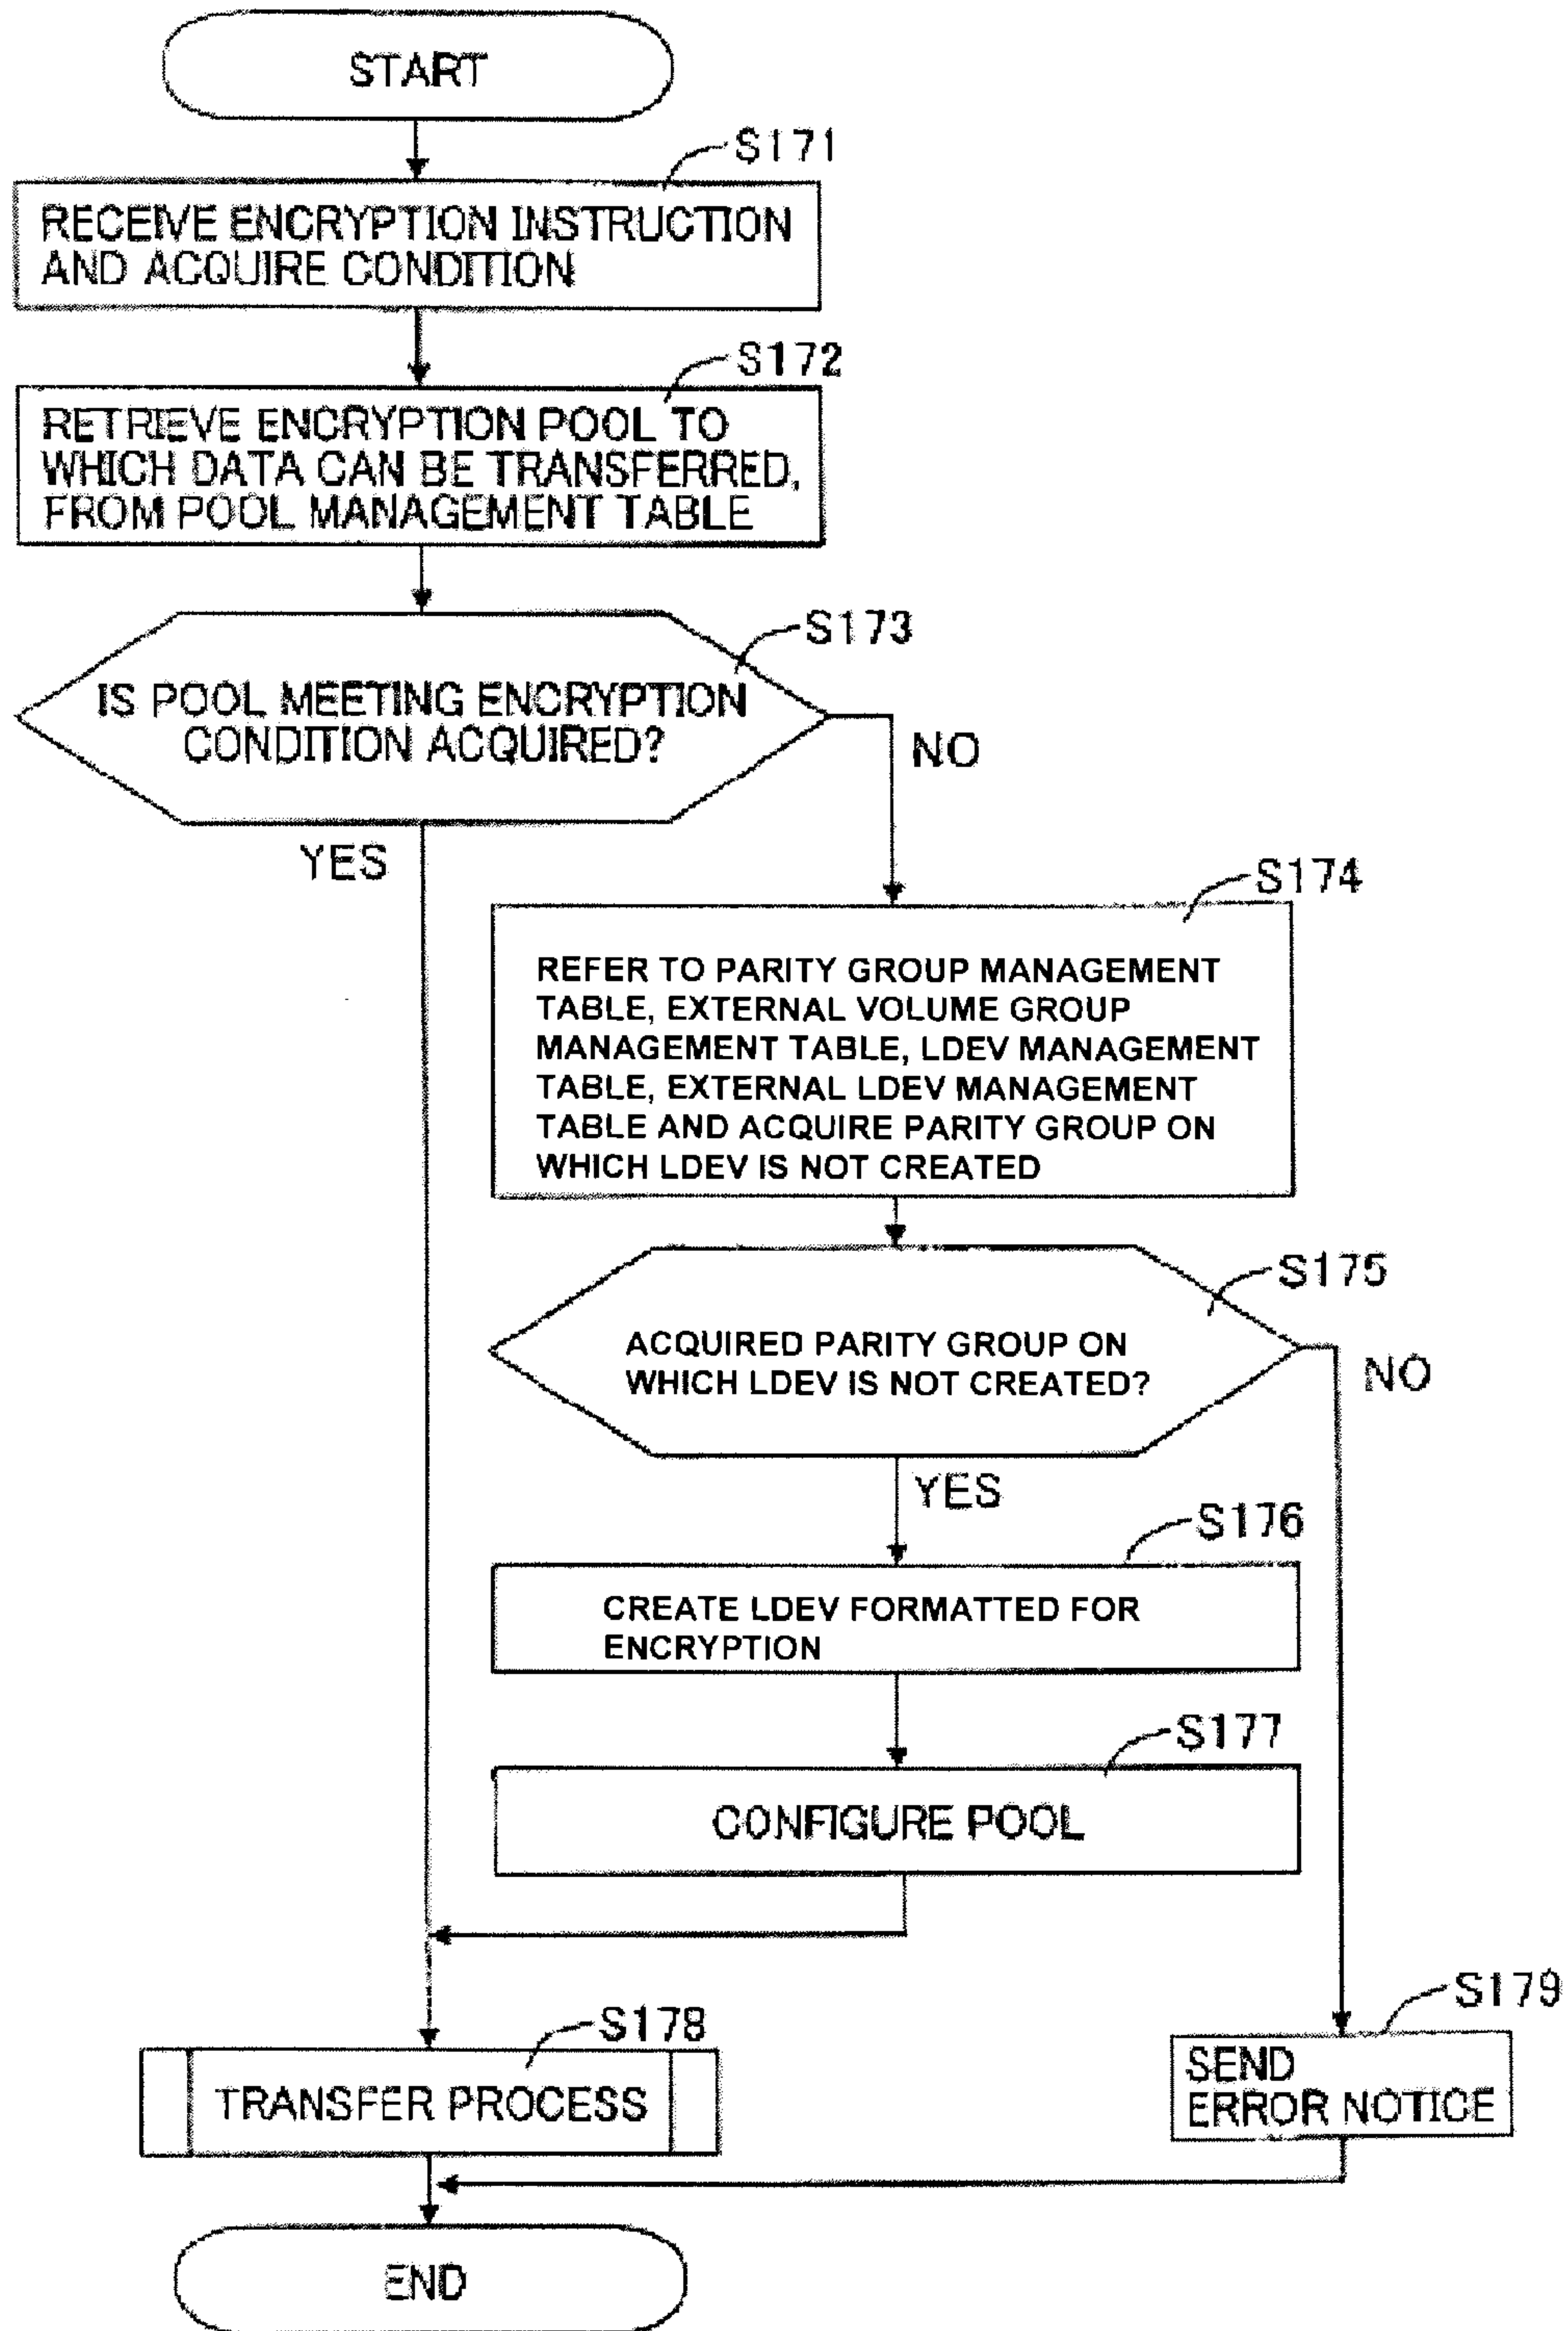 START
S171
RECEIVE ENCRYPTION INSTRUCTION
AND ACQUIRE CONDITION
S172
RETRIEVE ENCRYPTION POOL TO
WHICH DATA CAN BE TRANSFERRED,
FROM POOL MANAGEMENT TABLE
S173
IS POOL MEETING ENCRYPTION
CONDITION ACQUIRED?
NO
YES
S174
REFER TO PARITY GROUP MANAGEMENT
TABLE, EXTERNAL VOLUME GROUP
MANAGEMENT TABLE, LDEV MANAGEMENT
TABLE, EXTERNAL LDEV MANAGEMENT
TABLE AND ACQUIRE PARITY GROUP ON
WHICH LDEV IS NOT CREATED
S175
ACQUIRED PARITY GROUP ON
WHICH LDEV IS NOT CREATED?
NO
YES
S176
CREATE LDEV FORMATTED FOR
ENCRYPTION
S177
CONFIGURE POOL
S178
TRANSFER PROCESS
S179
SEND
ERROR NOTICE
END